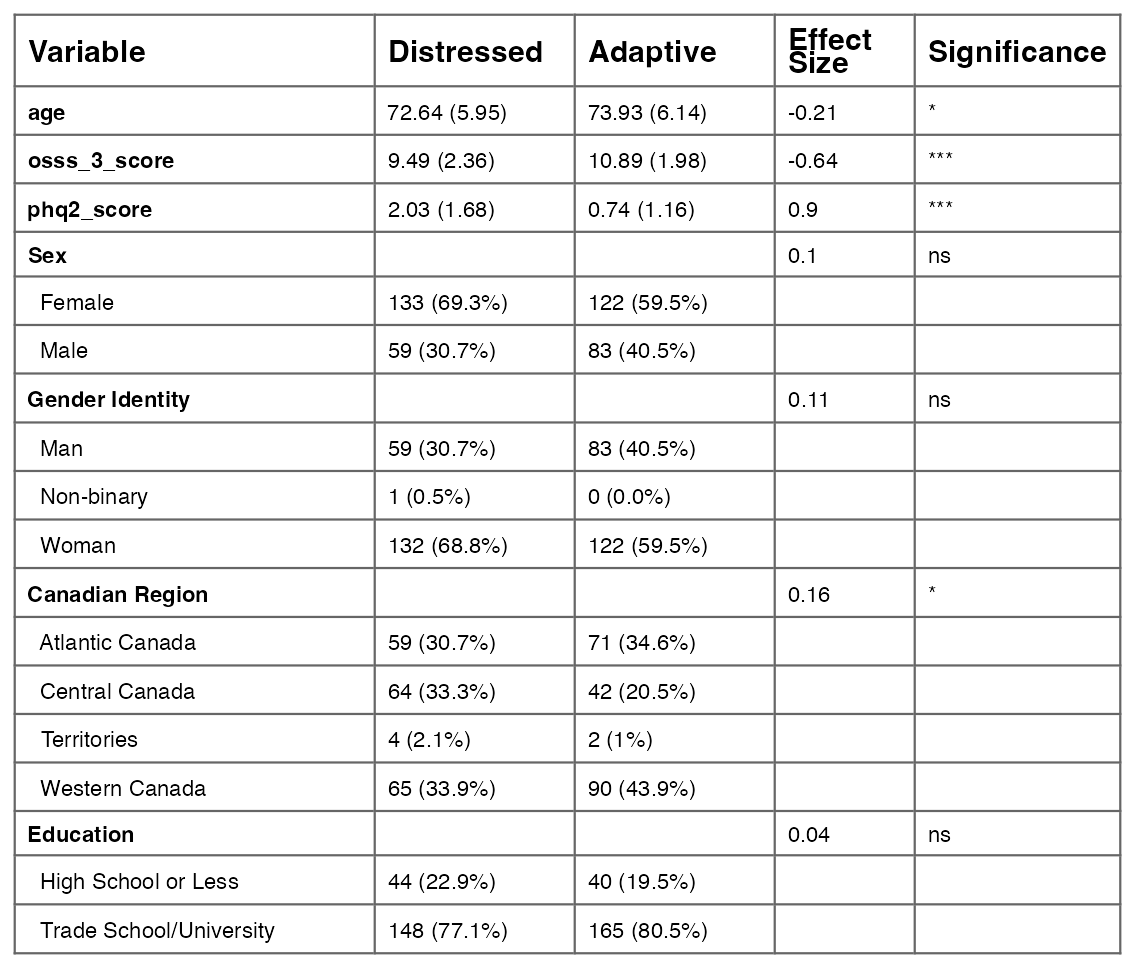 Variable Distressed Adaptive Effect Size Significance
age 72.64 (5.95) 73.93 (6.14) -0.21 *
osss_3_score 9.49 (2.36) 10.89 (1.98) -0.64 ***
phq2_score 2.03 (1.68) 0.74 (1.16) 0.9 ***
Sex 0.1 ns
Female 133 (69.3%) 122 (59.5%)
Male 59 (30.7%) 83 (40.5%)
Gender Identity 0.11 ns
Man 59 (30.7%) 83 (40.5%)
Non-binary 1 (0.5%) 0 (0.0%)
Woman 132 (68.8%) 122 (59.5%)
Canadian Region 0.16 *
Atlantic Canada 59 (30.7%) 71 (34.6%)
Central Canada 64 (33.3%) 42 (20.5%)
Territories 4 (2.1%) 2 (1%)
Western Canada 65 (33.9%) 90 (43.9%)
Education 0.04 ns
High School or Less 44 (22.9%) 40 (19.5%)
Trade School/University 148 (77.1%) 165 (80.5%)